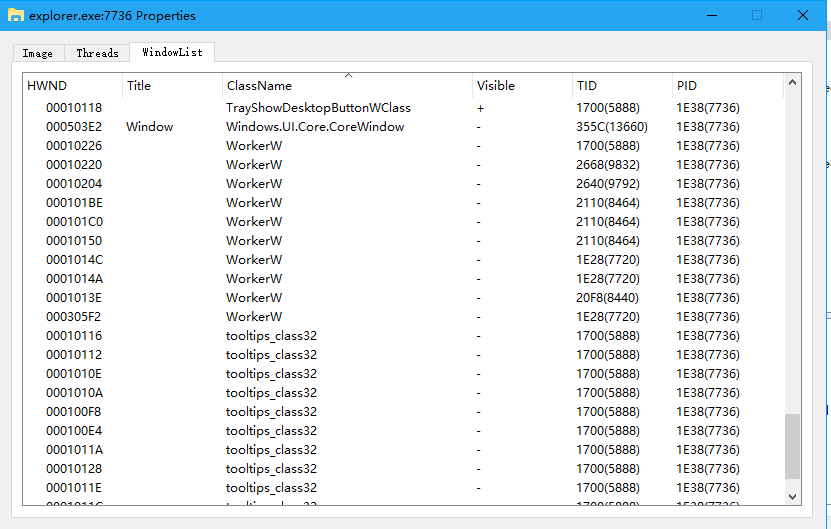 explorer.exe:7736 Properties
Image Threads WindowList
HWND Title ClassName Visible TID PID
00010118 TrayShowDesktopButtonWClass + 1700(5888) 1E38(7736)
000503E2 Window Windows.UI.Core.CoreWindow - 355C(13660) 1E38(7736)
00010226 WorkerW - 1700(5888) 1E38(7736)
00010220 WorkerW - 2668(9832) 1E38(7736)
00010204 WorkerW - 2640(9792) 1E38(7736)
000101BE WorkerW - 2110(8464) 1E38(7736)
000101C0 WorkerW - 2110(8464) 1E38(7736)
00010150 WorkerW - 2110(8464) 1E38(7736)
0001014C WorkerW - 1E28(7720) 1E38(7736)
0001014A WorkerW - 1E28(7720) 1E38(7736)
0001013E WorkerW - 20F8(8440) 1E38(7736)
000305F2 WorkerW - 1E28(7720) 1E38(7736)
00010116 tooltips_class32 - 1700(5888) 1E38(7736)
00010112 tooltips_class32 - 1700(5888) 1E38(7736)
0001010E tooltips_class32 - 1700(5888) 1E38(7736)
0001010A tooltips_class32 - 1700(5888) 1E38(7736)
000100F8 tooltips_class32 - 1700(5888) 1E38(7736)
000100E4 tooltips_class32 - 1700(5888) 1E38(7736)
0001011A tooltips_class32 - 1700(5888) 1E38(7736)
00010128 tooltips_class32 - 1700(5888) 1E38(7736)
0001011E tooltips_class32 - 1700(5888) 1E38(7736)